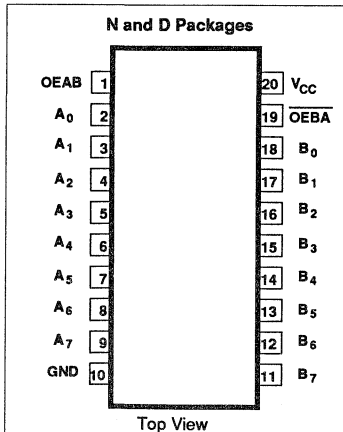 N and D Packages
OEAB 1 20 VCC
A0 2 19 OEBA
A1 3 18 B0
A2 4 17 B1
A3 5 16 B2
A4 6 15 B3
A5 7 14 B4
A6 8 13 B5
A7 9 12 B6
GND 10 11 B7
Top View